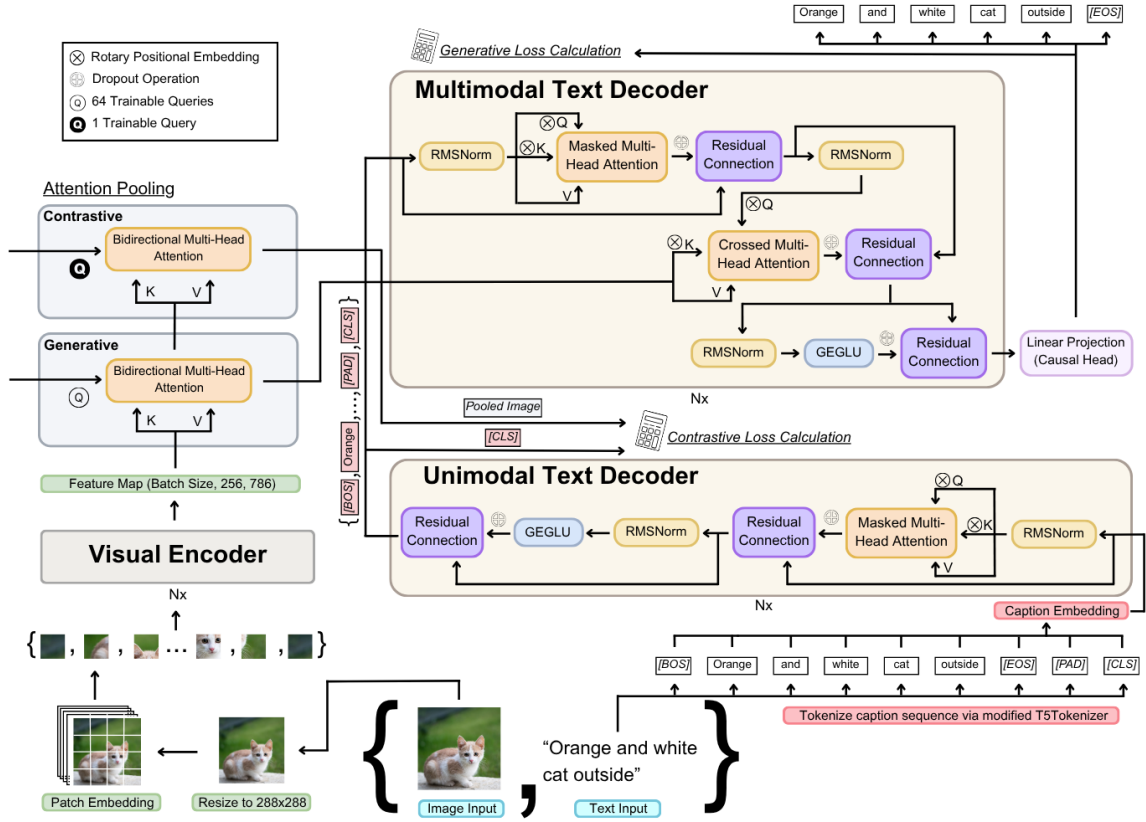 Orange and white cat outside [EOS]
Generative Loss Calculation
Rotary Positional Embedding
Dropout Operation
Q 64 Trainable Queries
Q 1 Trainable Query
Multimodal Text Decoder
RMSNorm
Q
K
V
Masked Multi-
Head Attention
Residual
Connection
RMSNorm
Q
K
V
Crossed Multi-
Head Attention
Residual
Connection
RMSNorm
GEGLU
Residual
Connection
Linear Projection
(Causal Head)
Nx
Attention Pooling
Contrastive
Bidirectional Multi-Head
Attention
Q
K V
Generative
Bidirectional Multi-Head
Attention
Q
K V
Feature Map (Batch Size, 256, 786)
Visual Encoder
Nx
{ , , ... , , }
{ [BOS] , Orange , ... , [PAD] , [CLS] }
Pooled Image
[CLS]
Contrastive Loss Calculation
Unimodal Text Decoder
Residual
Connection
GEGLU
RMSNorm
Residual
Connection
Masked Multi-
Head Attention
Q
K
V
RMSNorm
Nx
Caption Embedding
[BOS] Orange and white cat outside [EOS] [PAD] [CLS]
Tokenize caption sequence via modified T5Tokenizer
{ , }
“Orange and white
cat outside”
Patch Embedding
Resize to 288x288
Image Input
Text Input